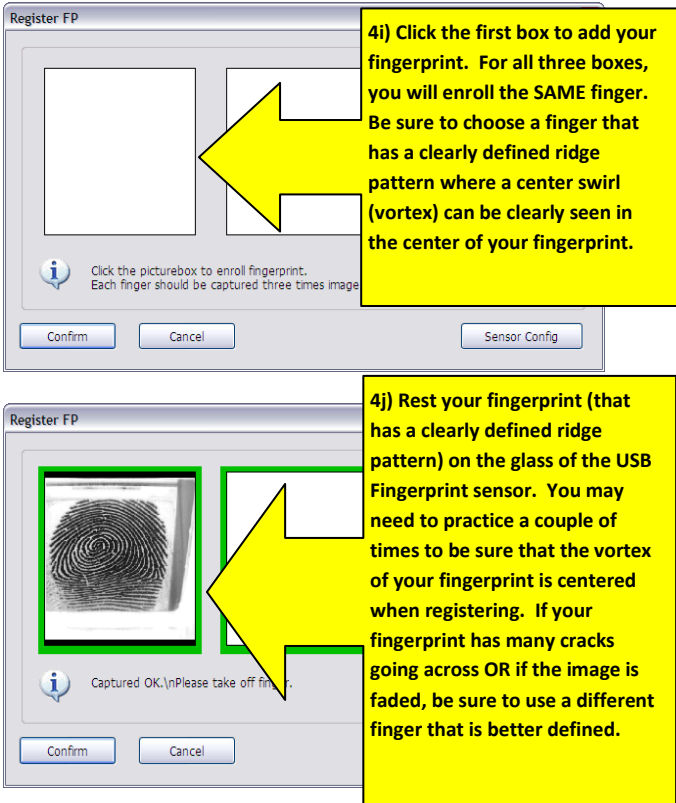 Register FP
4i) Click the first box to add your
fingerprint. For all three boxes,
you will enroll the SAME finger.
Be sure to choose a finger that
has a clearly defined ridge
pattern where a center swirl
(vortex) can be clearly seen in
the center of your fingerprint.
Click the picturebox to enroll fingerprint.
Each finger should be captured three times image
Confirm
Cancel
Sensor Config
Register FP
4j) Rest your fingerprint (that
has a clearly defined ridge
pattern) on the glass of the USB
Fingerprint sensor. You may
need to practice a couple of
times to be sure that the vortex
of your fingerprint is centered
when registering. If your
fingerprint has many cracks
going across OR if the image is
faded, be sure to use a different
finger that is better defined.
Captured OK.\nPlease take off finger.
Confirm
Cancel